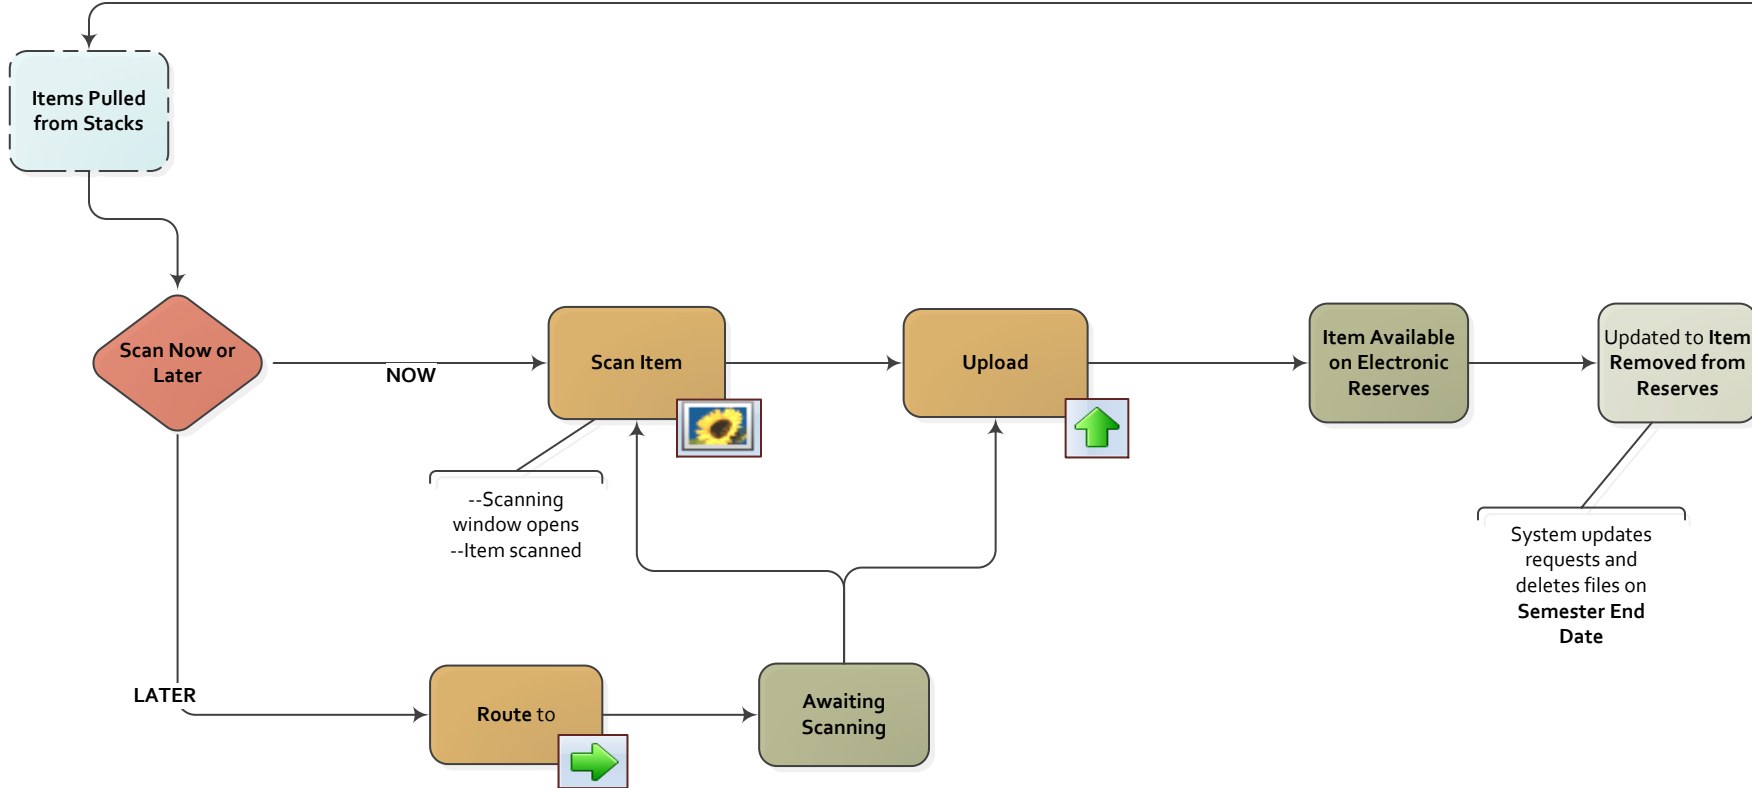 Items Pulled
from Stacks
Scan Now or
Later
NOW
Scan Item
Upload
Item Available
on Electronic
Reserves
Updated to Item
Removed from
Reserves
--Scanning
window opens
--Item scanned
System updates
requests and
deletes files on
Semester End
Date
LATER
Route to
Awaiting
Scanning